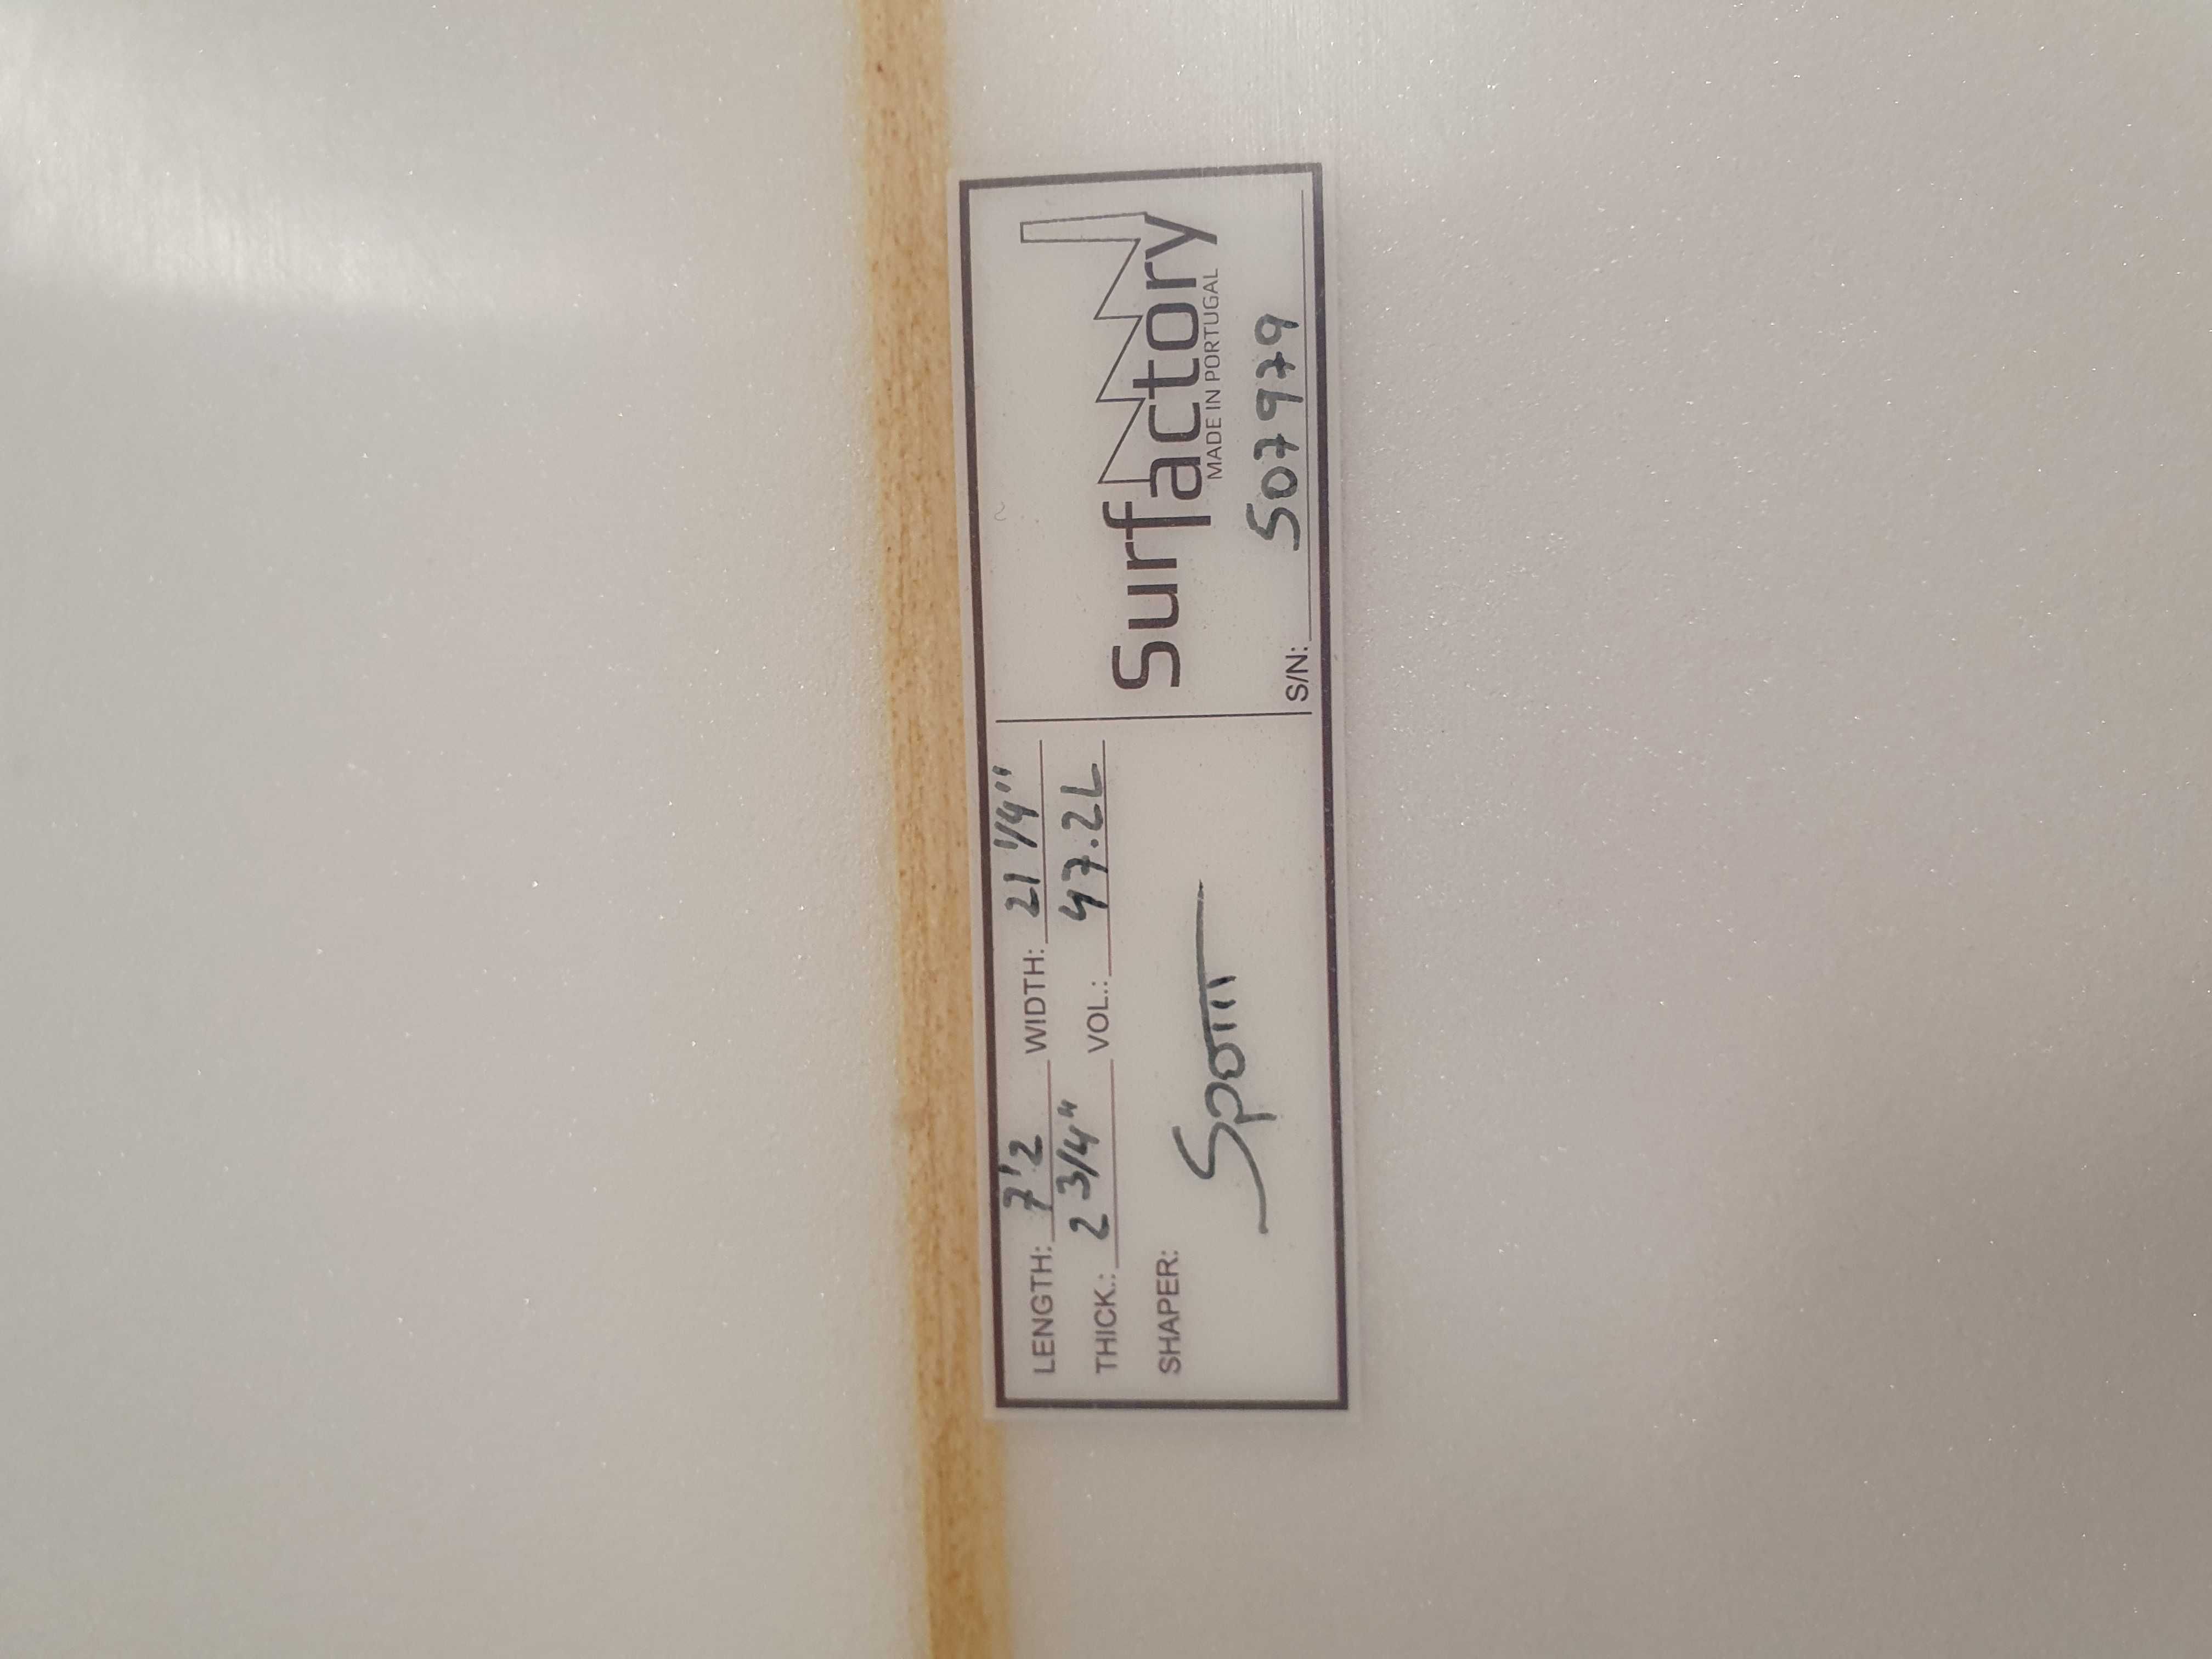 LENGTH: 7'2 WIDTH: 21 1/4"
THICK.: 2 3/4" VOL.: 47.2L
SHAPER:
Surfactory
MADE IN PORTUGAL
S/N: 5079979